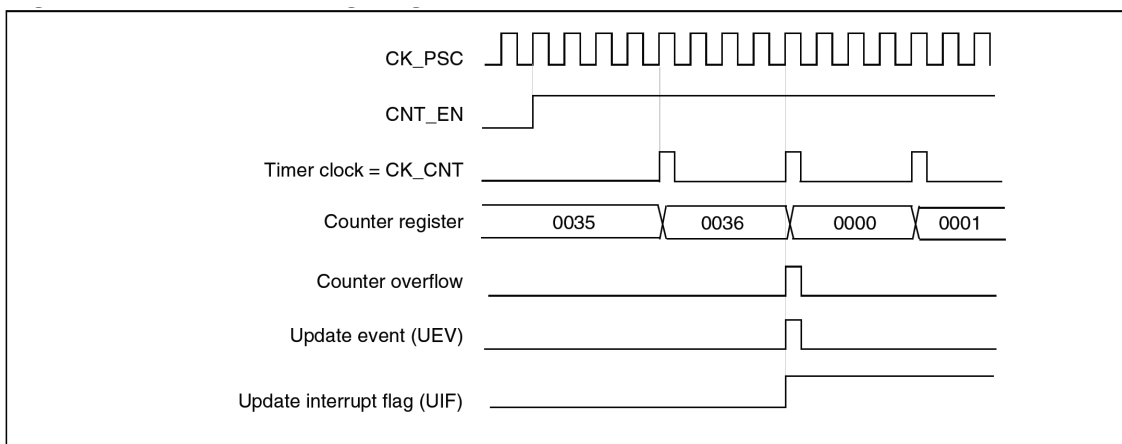 CK_PSC
CNT_EN
Timer clock = CK_CNT
Counter register
0035 0036 0000 0001
Counter overflow
Update event (UEV)
Update interrupt flag (UIF)